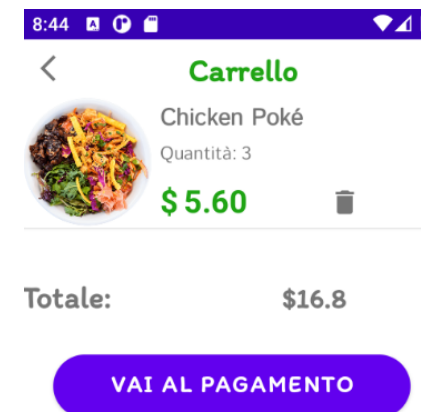 8:44
Carrello
Chicken Poké
Quantità: 3
$ 5.60
Totale: $16.8
VAI AL PAGAMENTO